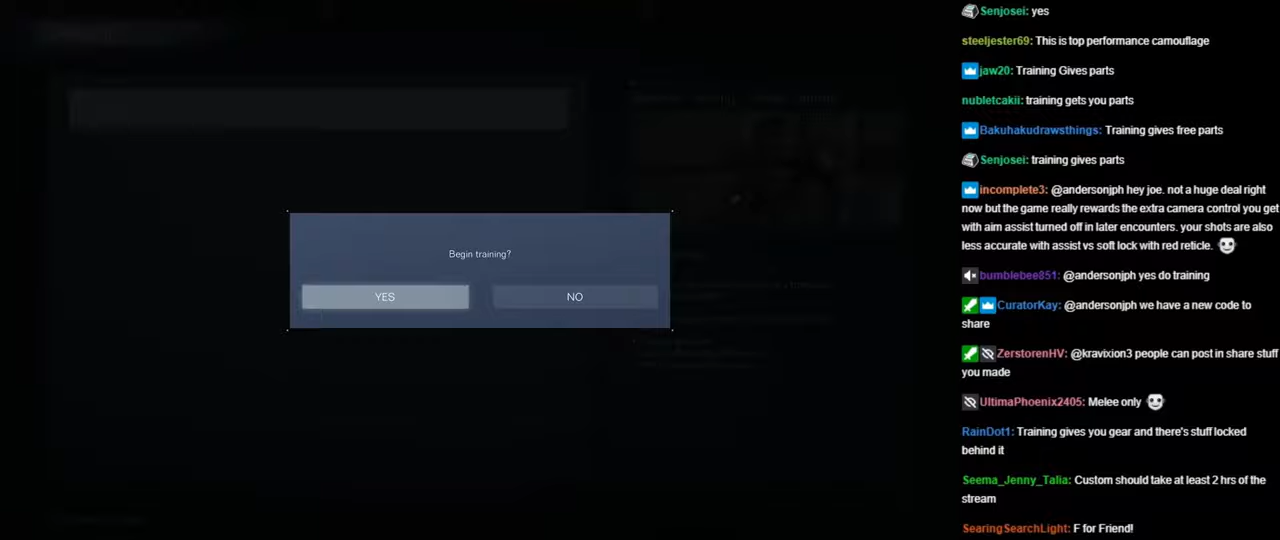 Begin training?
YES
NO
Senjosei: yes
steeljester69: This is top performance camouflage
jaw20: Training Gives parts
nubletcakii: training gets you parts
Bakuhakudrawsthings: Training gives free parts
Senjosei: training gives parts
incomplete3: @andersonjph hey joe. not a huge deal right
now but the game really rewards the extra camera control you get
with aim assist turned off in later encounters. your shots are also
less accurate with assist vs soft lock with red reticle.
bumblebee851: @andersonjph yes do training
CuratorKay: @andersonjph we have a new code to
share
ZerstorenHV: @kravixion3 people can post in share stuff
you made
UltimaPhoenix2405: Melee only
RainDot1: Training gives you gear and there's stuff locked
behind it
Seema_Jenny_Talia: Custom should take at least 2 hrs of the
stream
SearingSearchLight: F for Friend!